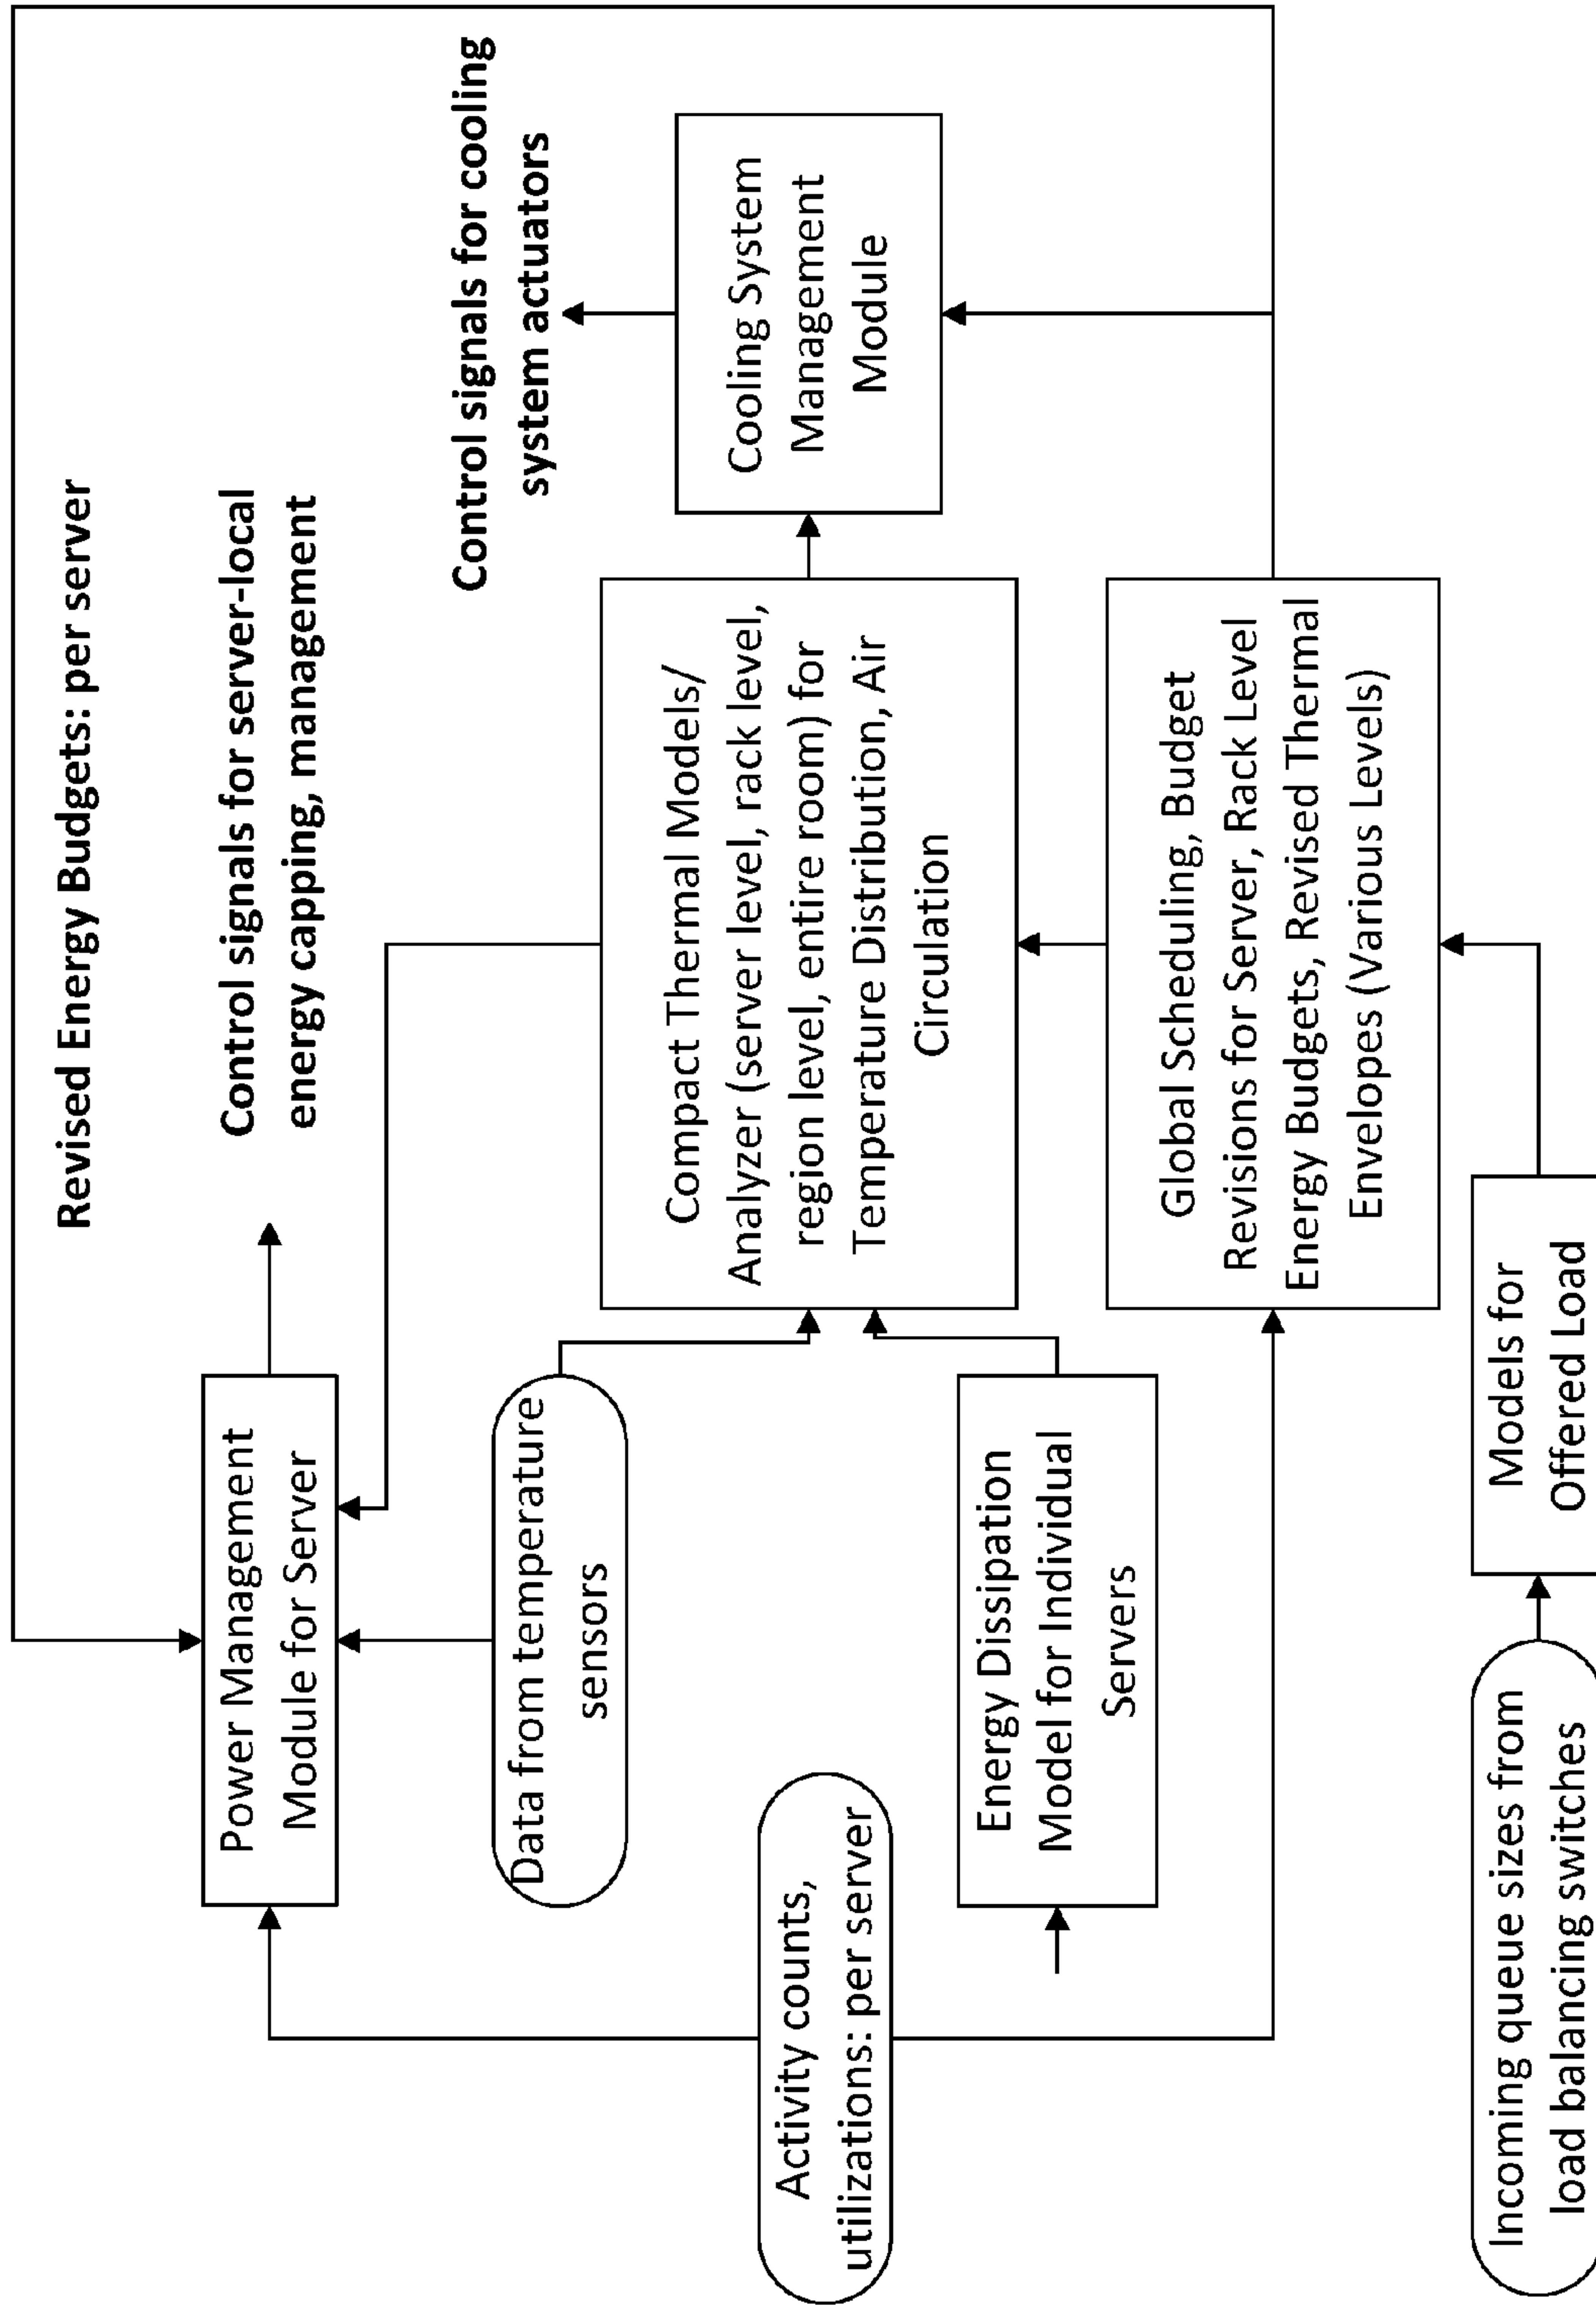 Revised Energy Budgets: per server
Control signals for server-local
energy capping, management
Power Management
Module for Server
Control signals for cooling
system actuators
Data from temperature
sensors
Compact Thermal Models/
Analyzer (server level, rack level,
region level, entire room) for
Temperature Distribution, Air
Circulation
Cooling System
Management
Module
Activity counts,
utilizations: per server
Energy Dissipation
Model for Individual
Servers
Global Scheduling, Budget
Revisions for Server, Rack Level
Energy Budgets, Revised Thermal
Envelopes (Various Levels)
Incoming queue sizes from
load balancing switches
Models for
Offered Load